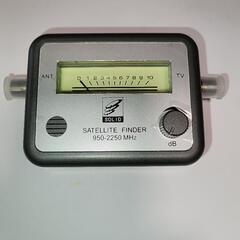 0 1 2 3 4 5 6 7 8 9 10
ANT.
TV
SOLID
SATELLITE FINDER
950-2250 MHz
dB